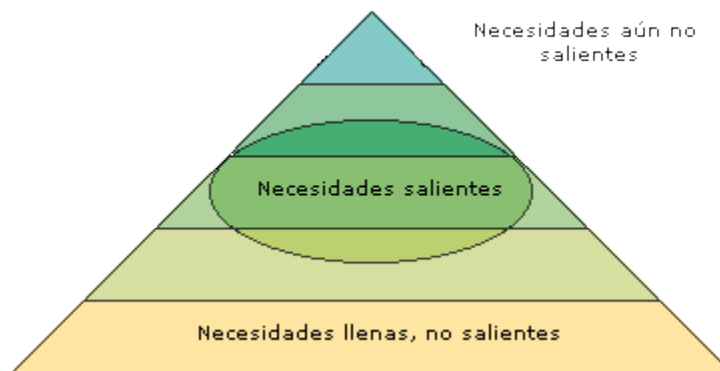 Necesidades aún no
salientes
Necesidades salientes
Necesidades llenas, no salientes